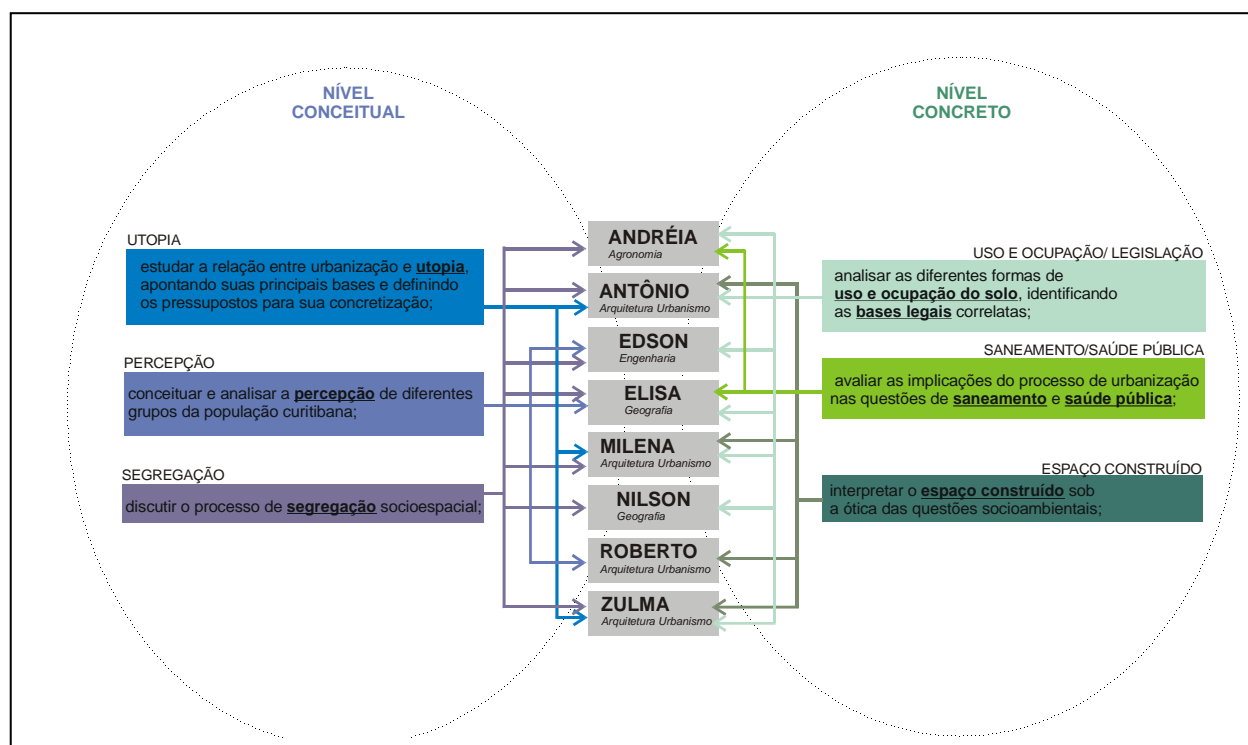 NÍVEL
CONCEITUAL
NÍVEL
CONCRETO
UTOPIA
estudar a relação entre urbanização e utopia,
apontando suas principais bases e definindo
os pressupostos para sua concretização;
PERCEPÇÃO
conceituar e analisar a percepção de diferentes
grupos da população curitibana;
SEGREGAÇÃO
discutir o processo de segregação socioespacial;
ANDRÉIA
Agronomia
ANTÔNIO
Arquitetura Urbanismo
EDSON
Engenharia
ELISA
Geografia
MILENA
Arquitetura Urbanismo
NILSON
Geografia
ROBERTO
Arquitetura Urbanismo
ZULMA
Arquitetura Urbanismo
USO E OCUPAÇÃO/ LEGISLAÇÃO
analisar as diferentes formas de
uso e ocupação do solo, identificando
as bases legais correlatas;
SANEAMENTO/SAÚDE PÚBLICA
avaliar as implicações do processo de urbanização
nas questões de saneamento e saúde pública;
ESPAÇO CONSTRUÍDO
interpretar o espaço construído sob
a ótica das questões socioambientais;